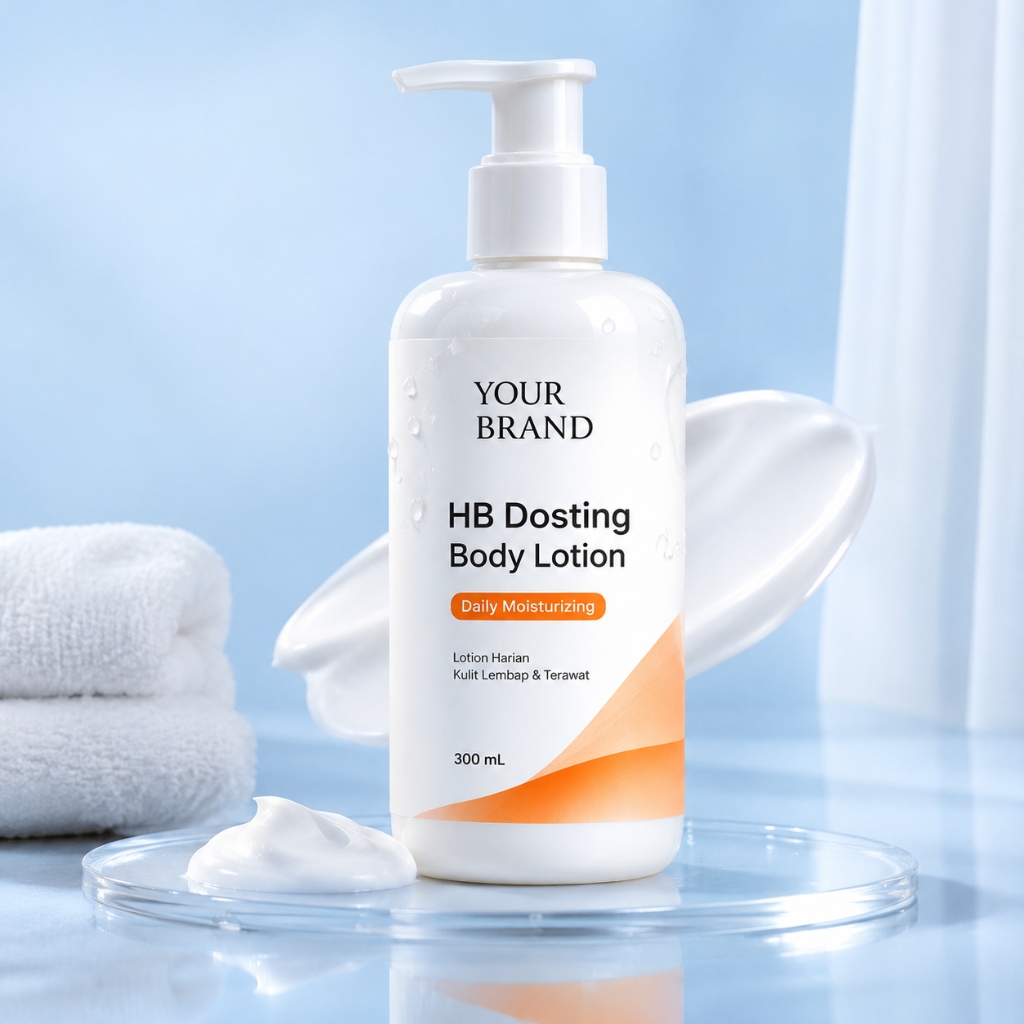 YOUR
BRAND
HB Dosting
Body Lotion
Daily Moisturizing
Lotion Harian
Kulit Lembap & Terawat
300 mL